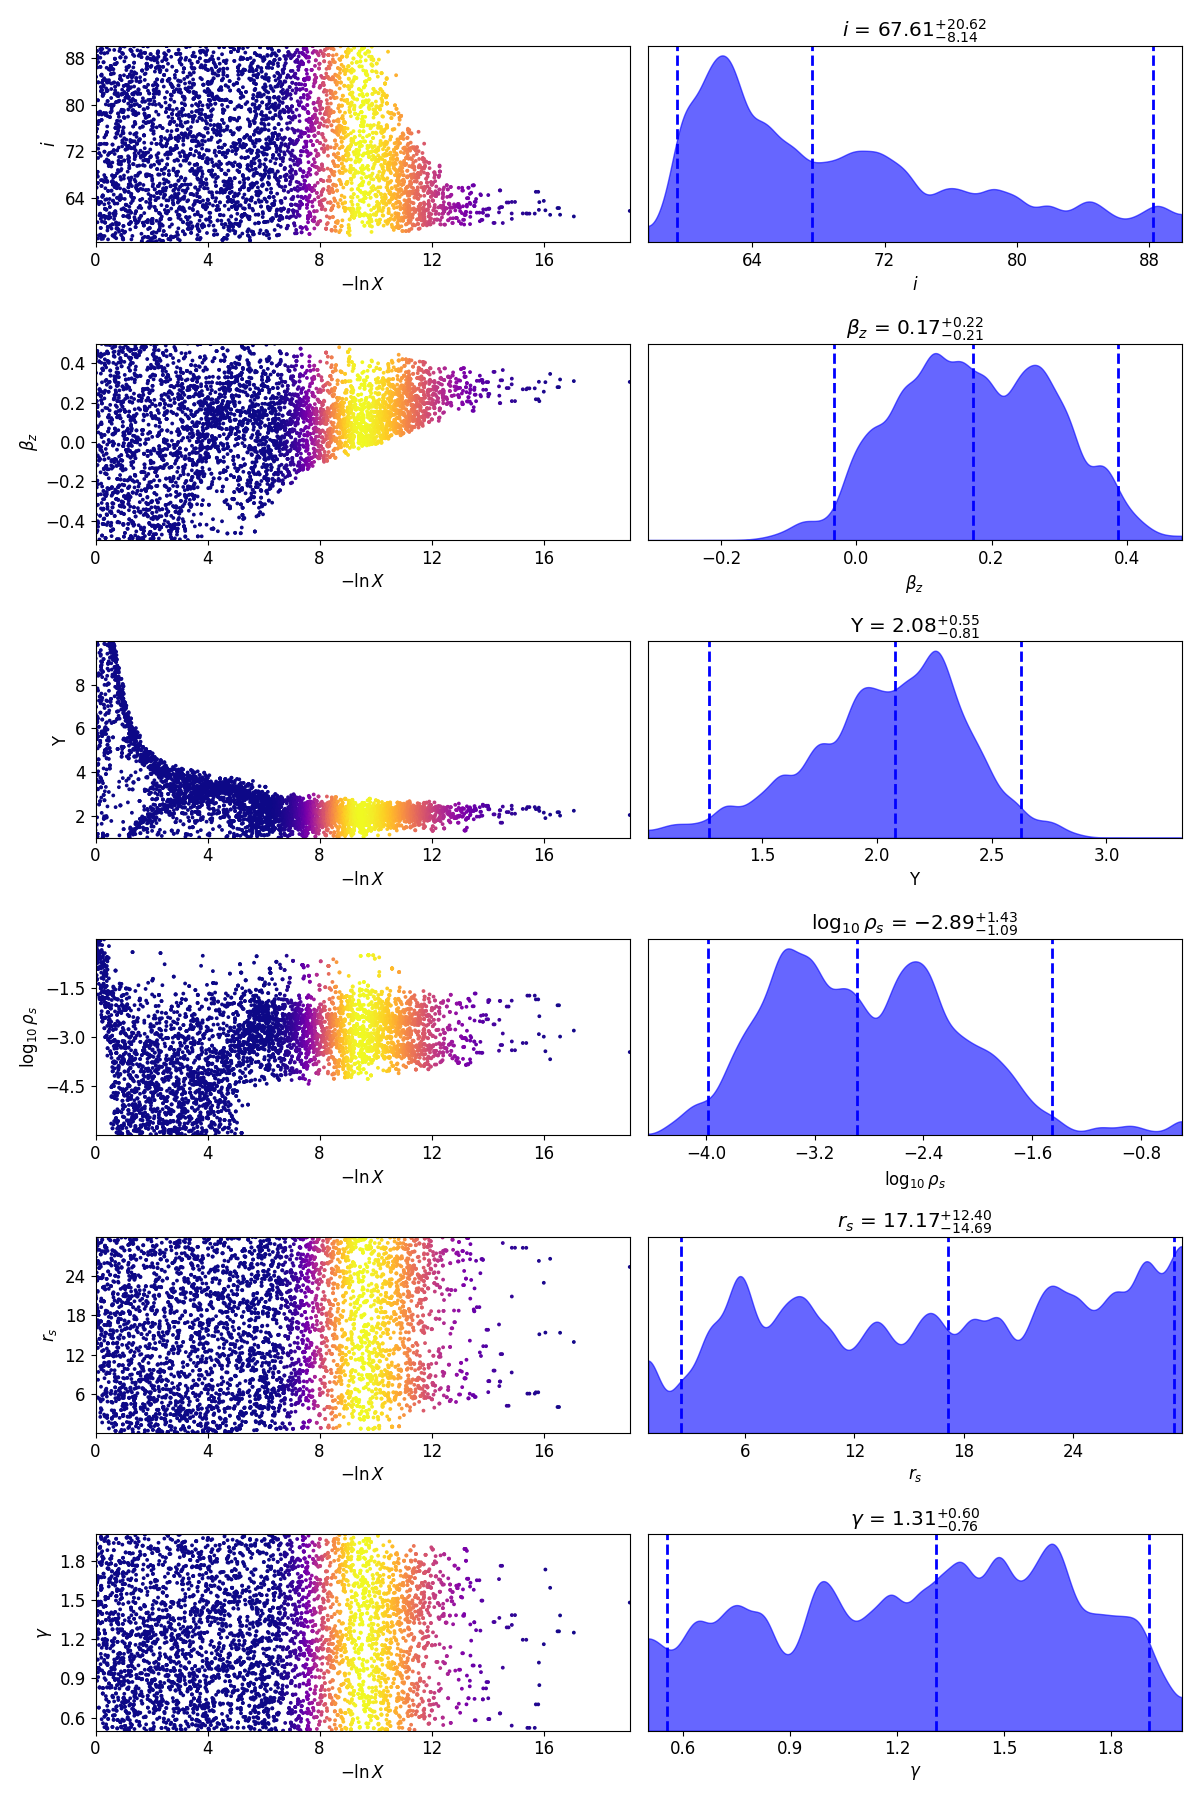 i = 67.61+20.62−8.14
88
80
72
64
i
0 4 8 12 16
−ln X
64 72 80 88
i
βz = 0.17+0.22−0.21
0.4
0.2
0.0
−0.2
−0.4
βz
0 4 8 12 16
−ln X
−0.2 0.0 0.2 0.4
βz
Y = 2.08+0.55−0.81
8
6
4
2
Y
0 4 8 12 16
−ln X
1.5 2.0 2.5 3.0
Y
log10 ρs = −2.89+1.43−1.09
−1.5
−3.0
−4.5
log10 ρs
0 4 8 12 16
−ln X
−4.0 −3.2 −2.4 −1.6 −0.8
log10 ρs
rs = 17.17+12.40−14.69
24
18
12
6
rs
0 4 8 12 16
−ln X
6 12 18 24
rs
γ = 1.31+0.60−0.76
1.8
1.5
1.2
0.9
0.6
γ
0 4 8 12 16
−ln X
0.6 0.9 1.2 1.5 1.8
γ